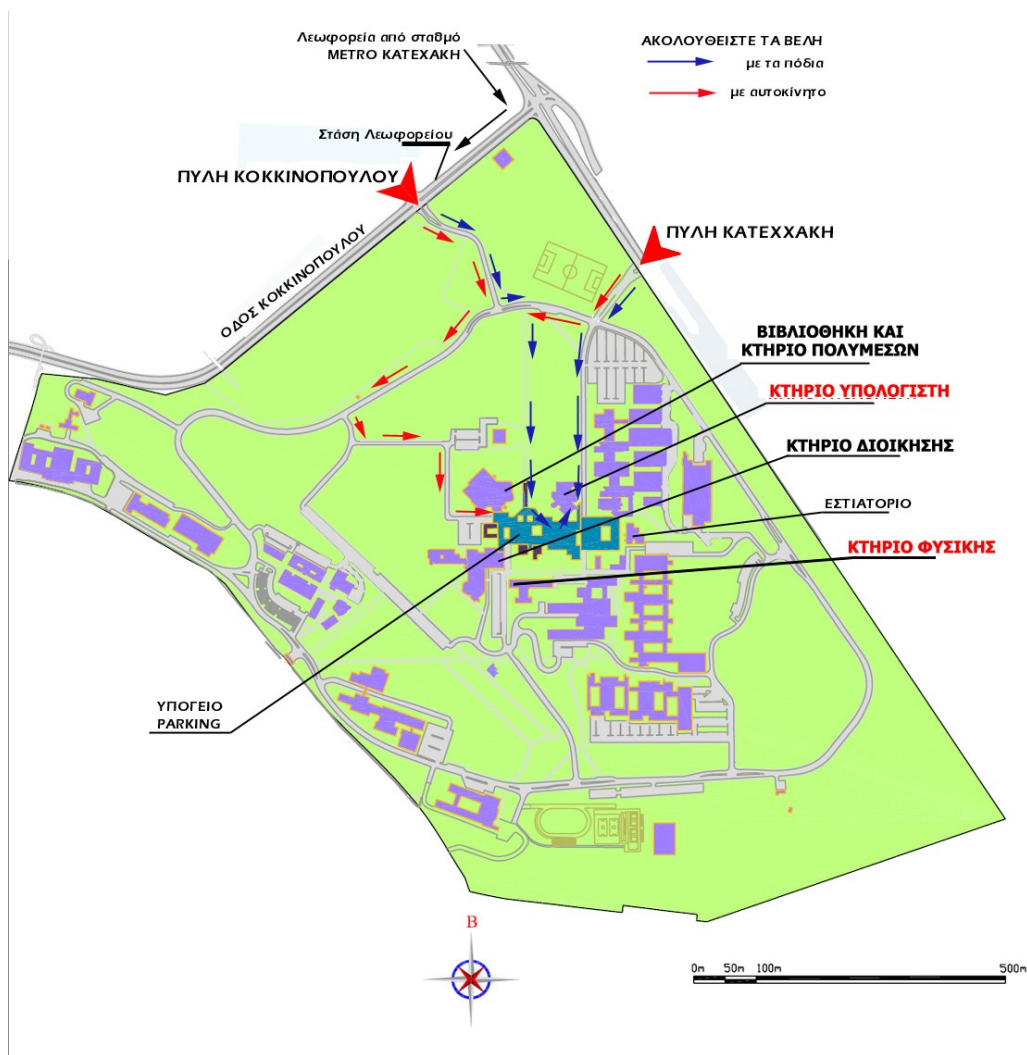 Λεωφορεία από σταθμό
METRO ΚΑΤΕΧΑΚΗ
ΑΚΟΛΟΥΘΕΙΣΤΕ ΤΑ ΒΕΛΗ
με τα πόδια
με αυτοκίνητο
Στάση Λεωφορείου
ΠΥΛΗ ΚΟΚΚΙΝΟΠΟΥΛΟΥ
ΠΥΛΗ ΚΑΤΕΧΧΑΚΗ
ΟΔΟΣ ΚΟΚΚΙΝΟΠΟΥΛΟΥ
ΒΙΒΛΙΟΘΗΚΗ ΚΑΙ
ΚΤΗΡΙΟ ΠΟΛΥΜΕΣΩΝ
ΚΤΗΡΙΟ ΥΠΟΛΟΓΙΣΤΗ
ΚΤΗΡΙΟ ΔΙΟΙΚΗΣΗΣ
ΕΣΤΙΑΤΟΡΙΟ
ΚΤΗΡΙΟ ΦΥΣΙΚΗΣ
ΥΠΟΓΕΙΟ
PARKING
Β
0m 50m 100m 500m